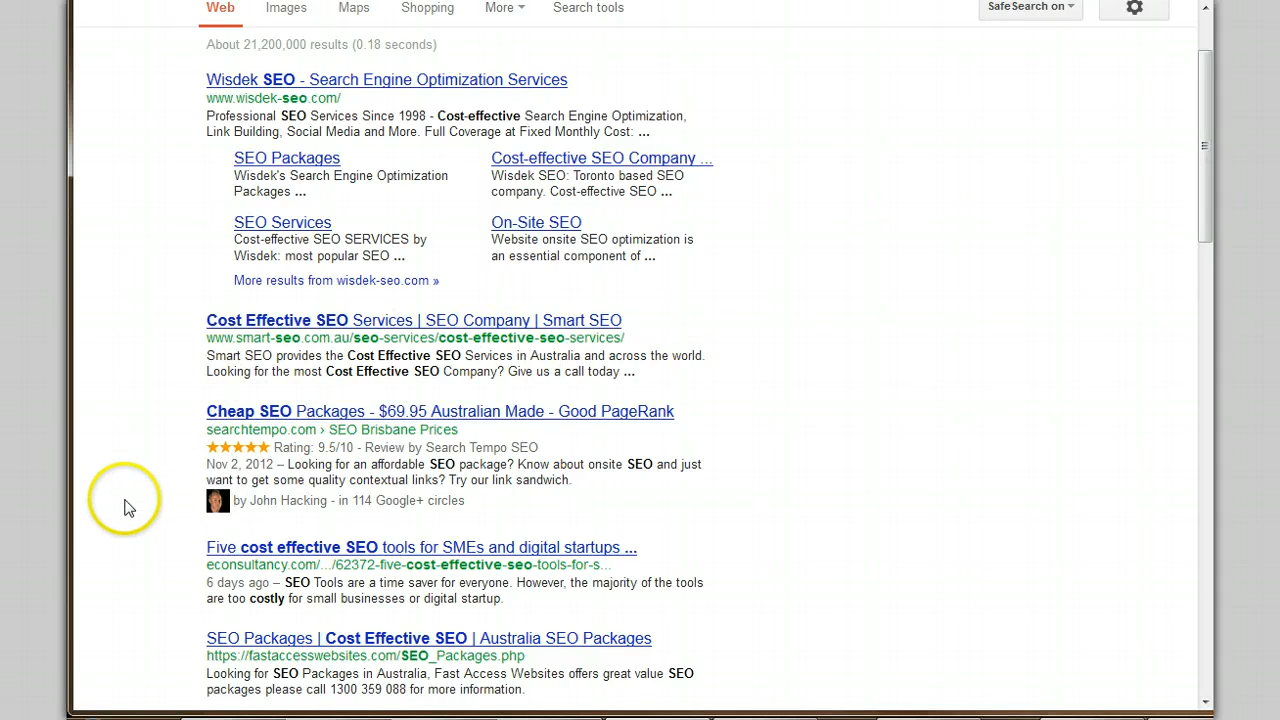 Web Images Maps Shopping More Search tools SafeSearch on
About 21,200,000 results (0.18 seconds)
Wisdek SEO - Search Engine Optimization Services
www.wisdek-seo.com/
Professional SEO Services Since 1998 - Cost-effective Search Engine Optimization,
Link Building, Social Media and More. Full Coverage at Fixed Monthly Cost: ...
SEO Packages
Wisdek's Search Engine Optimization
Packages ...
Cost-effective SEO Company ...
Wisdek SEO: Toronto based SEO
company. Cost-effective SEO ...
SEO Services
Cost-effective SEO SERVICES by
Wisdek: most popular SEO ...
On-Site SEO
Website onsite SEO optimization is
an essential component of ...
More results from wisdek-seo.com »
Cost Effective SEO Services | SEO Company | Smart SEO
www.smart-seo.com.au/seo-services/cost-effective-seo-services/
Smart SEO provides the Cost Effective SEO Services in Australia and across the world.
Looking for the most Cost Effective SEO Company? Give us a call today ...
Cheap SEO Packages - $69.95 Australian Made - Good PageRank
searchtempo.com › SEO Brisbane Prices
Rating: 9.5/10 - Review by Search Tempo SEO
Nov 2, 2012 – Looking for an affordable SEO package? Know about onsite SEO and just
want to get some quality contextual links? Try our link sandwich.
by John Hacking - in 114 Google+ circles
Five cost effective SEO tools for SMEs and digital startups ...
econsultancy.com/.../62372-five-cost-effective-seo-tools-for-s...
6 days ago – SEO Tools are a time saver for everyone. However, the majority of the tools
are too costly for small businesses or digital startup.
SEO Packages | Cost Effective SEO | Australia SEO Packages
https://fastaccesswebsites.com/SEO_Packages.php
Looking for SEO Packages in Australia, Fast Access Websites offers great value SEO
packages please call 1300 359 088 for more information.